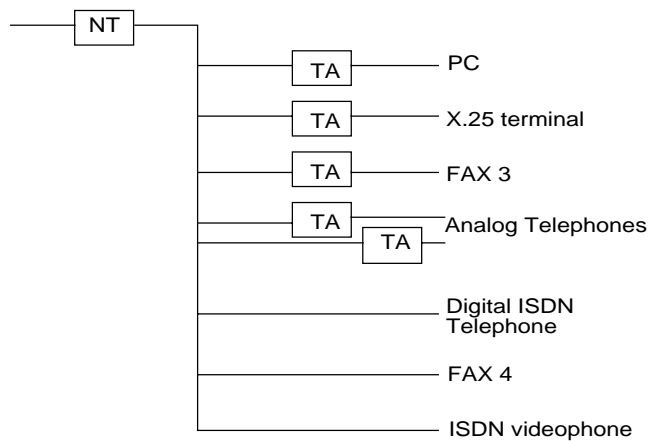 NT
TA PC
TA X.25 terminal
TA FAX 3
TA Analog Telephones
TA
Digital ISDN
Telephone
FAX 4
ISDN videophone